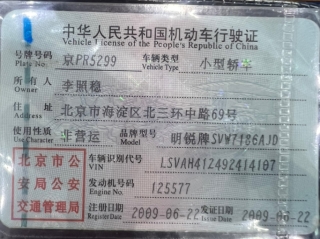 中华人民共和国机动车行驶证
Vehicle License of the People's Republic of China
号牌号码 京PR5299 车辆类型 小型轿车
Plate No. Vehicle Type
所有人 李照稳
Owner
住址 北京市海淀区北三环中路69号
Address
使用性质 非营运 品牌型号 明锐牌SVW7186AJD
Use Character Model
北京市公 车辆识别代号 LSVAH41Z492414107
VIN
安局公安 发动机号码 125577
Engine No.
交通管理局 注册日期 2009-06-22 发证日期 2009-06-22
Register Date Issue Date